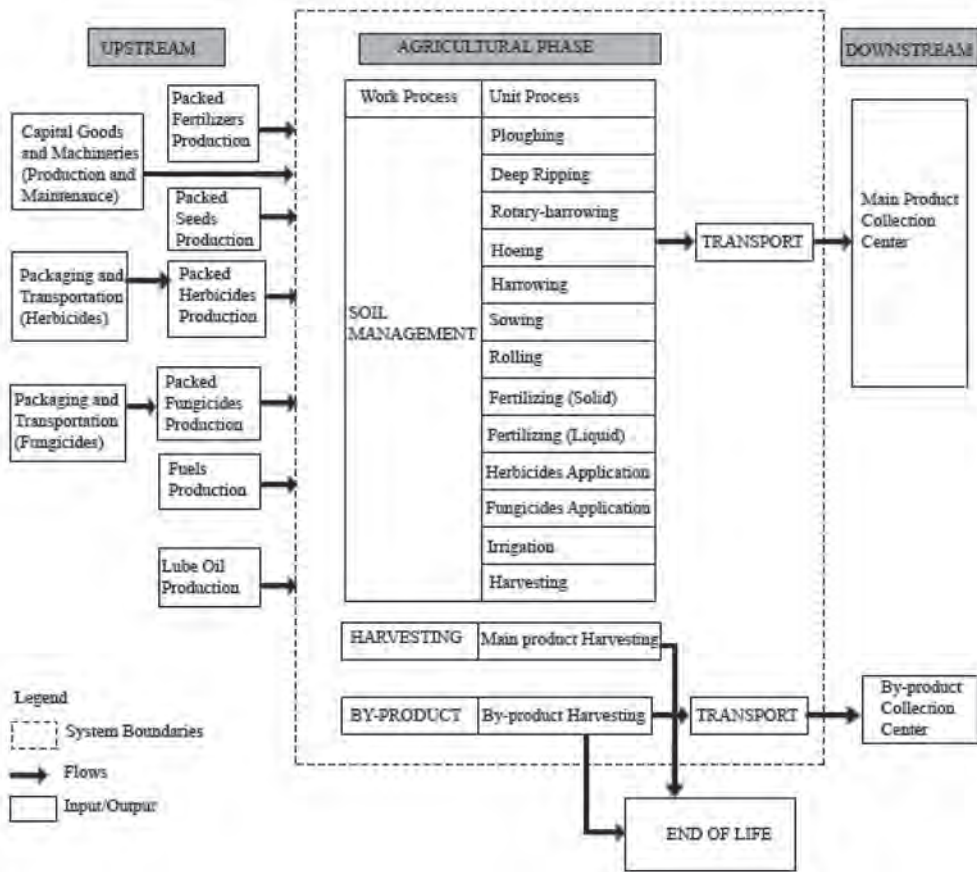 UPSTREAM
AGRICULTURAL PHASE
DOWNSTREAM
Capital Goods
and Machineries
(Production and
Maintenance)
Packed
Fertilizers
Production
Packed
Seeds
Production
Packaging and
Transportation
(Herbicides)
Packed
Herbicides
Production
Packaging and
Transportation
(Fungicides)
Packed
Fungicides
Production
Fuels
Production
Lube Oil
Production
Work Process
Unit Process
SOIL
MANAGEMENT
Ploughing
Deep Ripping
Rotary-harrowing
Hoeing
Harrowing
Sowing
Rolling
Fertilizing (Solid)
Fertilizing (Liquid)
Herbicides Application
Fungicides Application
Irrigation
Harvesting
TRANSPORT
Main Product
Collection
Center
HARVESTING
Main product Harvesting
BY-PRODUCT
By-product Harvesting
TRANSPORT
By-product
Collection
Center
END OF LIFE
Legend
System Boundaries
Flows
Input/Output